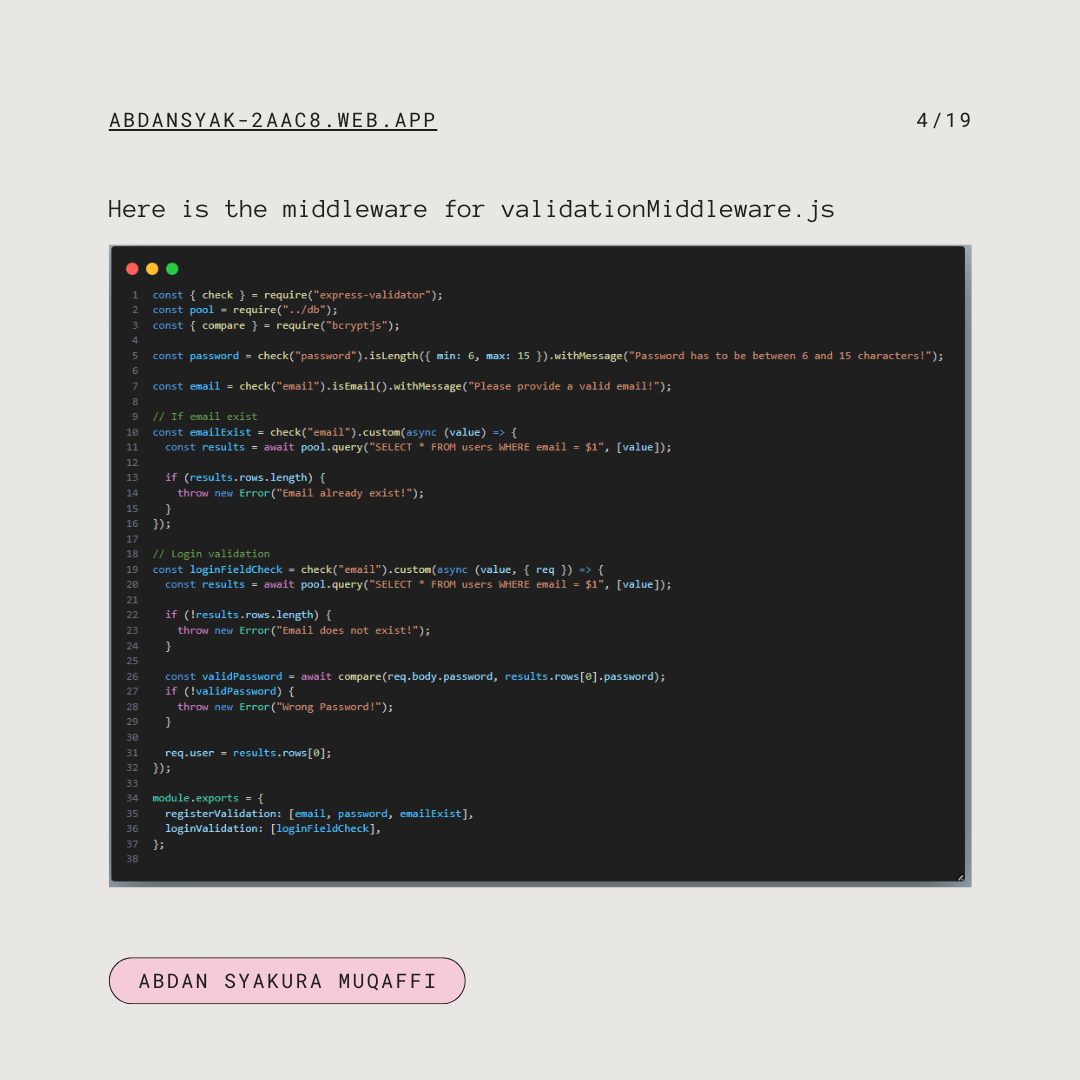 ABDANSYAK-2AAC8.WEB.APP
4/19
Here is the middleware for validationMiddleware.js
1 const { check } = require("express-validator");
2 const pool = require("../db");
3 const { compare } = require("bcryptjs");
4
5 const password = check("password").isLength({ min: 6, max: 15 }).withMessage("Password has to be between 6 and 15 characters!");
6
7 const email = check("email").isEmail().withMessage("Please provide a valid email!");
8
9 // If email exist
10 const emailExist = check("email").custom(async (value) => {
11   const results = await pool.query("SELECT * FROM users WHERE email = $1", [value]);
12
13   if (results.rows.length) {
14     throw new Error("Email already exist!");
15   }
16 });
17
18 // Login validation
19 const loginFieldCheck = check("email").custom(async (value, { req }) => {
20   const results = await pool.query("SELECT * FROM users WHERE email = $1", [value]);
21
22   if (!results.rows.length) {
23     throw new Error("Email does not exist!");
24   }
25
26   const validPassword = await compare(req.body.password, results.rows[0].password);
27   if (!validPassword) {
28     throw new Error("Wrong Password!");
29   }
30
31   req.user = results.rows[0];
32 });
33
34 module.exports = {
35   registerValidation: [email, password, emailExist],
36   loginValidation: [loginFieldCheck],
37 };
38
ABDAN SYAKURA MUQAFFI